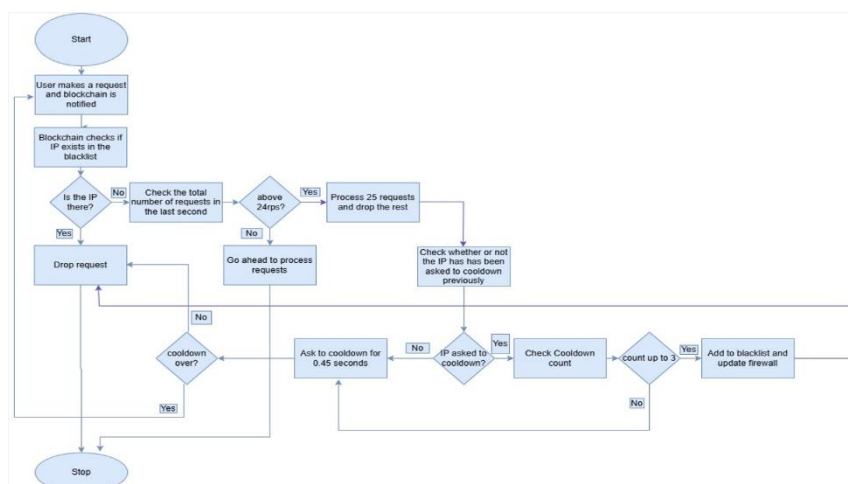 Start
User makes a request
and blockchain is
notified
Blockchain checks if
IP exists in the
blacklist
Is the IP
there?
No
Check the total
number of requests in
the last second
above
24rps?
Yes
Process 25 requests
and drop the rest
Yes
No
Drop request
Go ahead to process
requests
Check whether or not
the IP has has been
asked to cooldown
previously
No
cooldown
over?
Ask to cooldown for
0.45 seconds
No
IP asked to
cooldown?
Yes
Check Cooldown
count
count up to 3
Yes
Add to blacklist and
update firewall
Yes
No
Stop